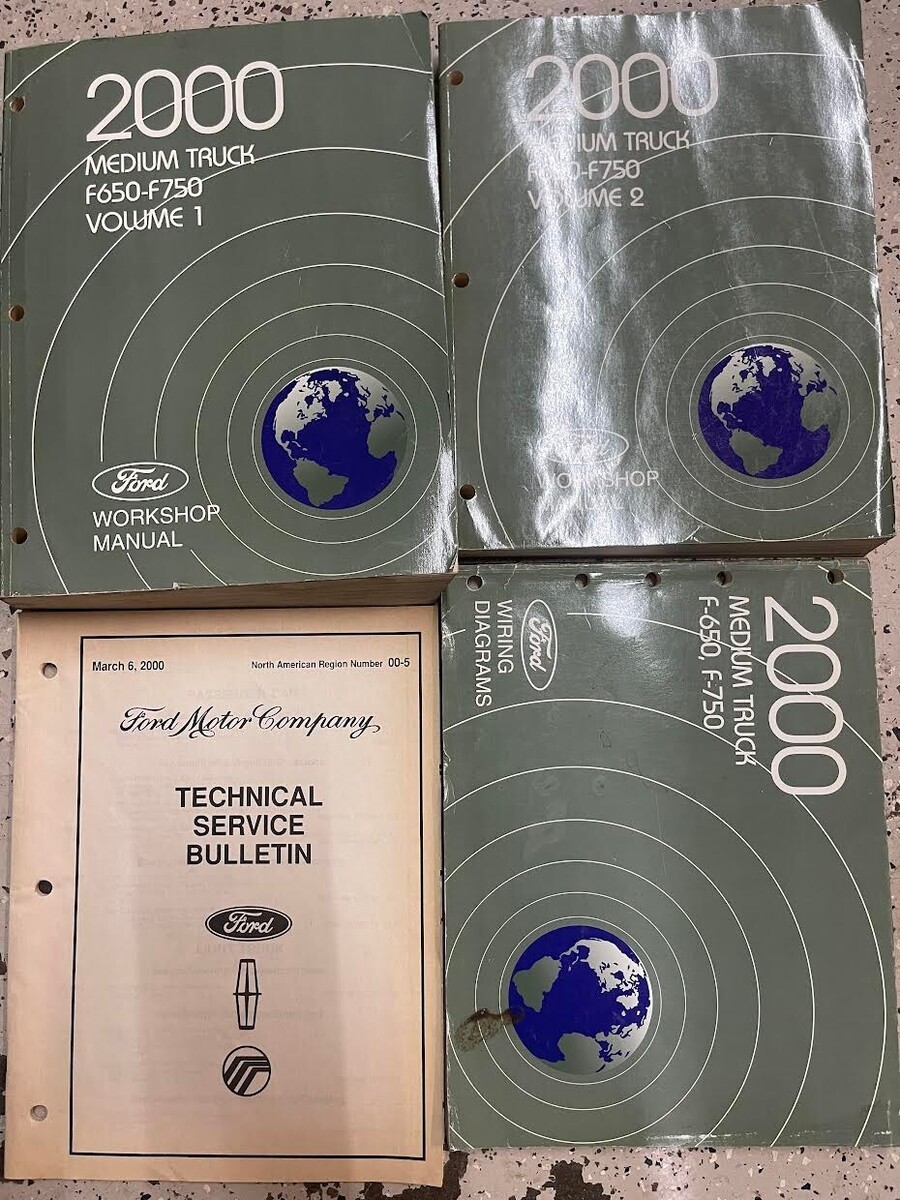 2000
MEDIUM TRUCK
F650-F750
VOLUME 1
Ford
WORKSHOP
MANUAL
2000
MEDIUM TRUCK
F650-F750
VOLUME 2
WORKSHOP
MANUAL
March 6, 2000 North American Region Number 00-5
Ford Motor Company
TECHNICAL
SERVICE
BULLETIN
Ford
2000
MEDIUM TRUCK
F-650, F-750
Ford
WIRING
DIAGRAMS